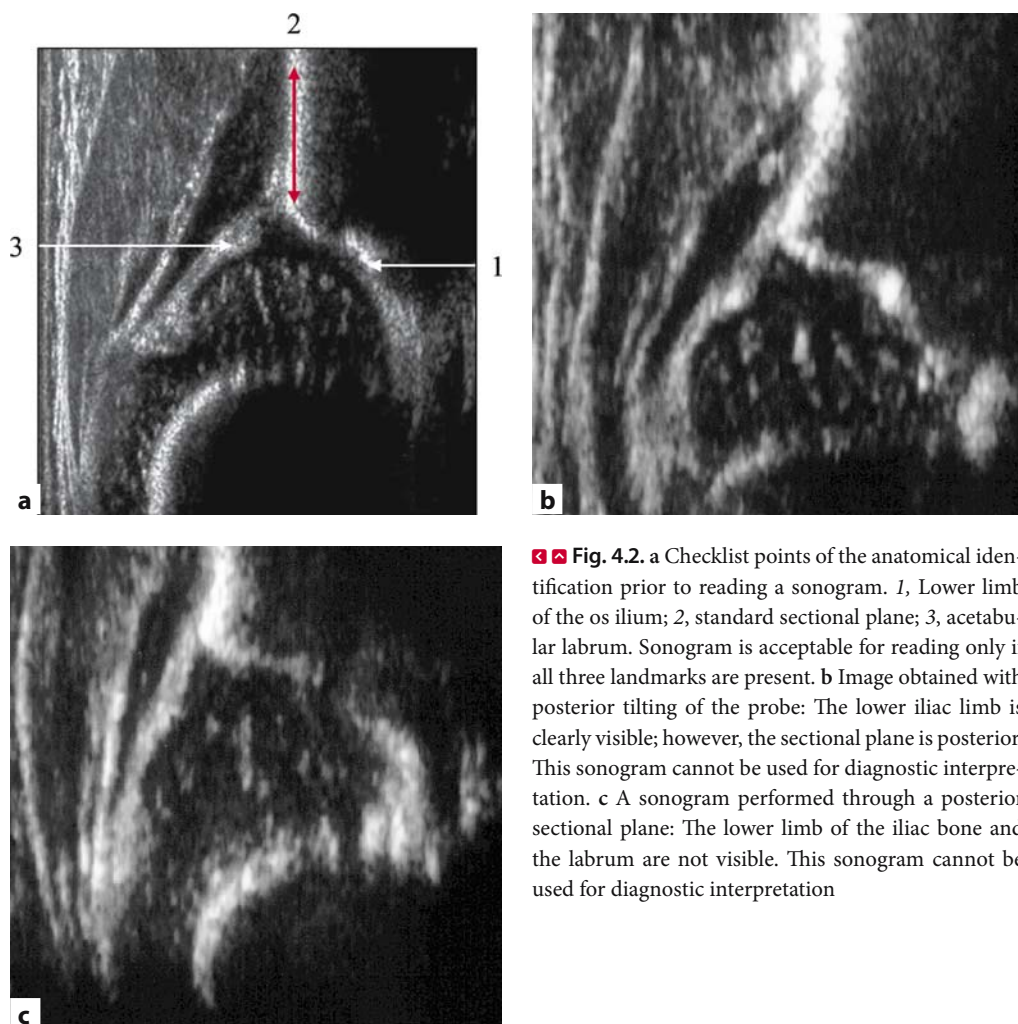 2
3
1
a
b
c
Fig. 4.2. a Checklist points of the anatomical iden-
tification prior to reading a sonogram. 1, Lower limb
of the os ilium; 2, standard sectional plane; 3, acetabu-
lar labrum. Sonogram is acceptable for reading only i
all three landmarks are present. b Image obtained with
posterior tilting of the probe: The lower iliac limb is
clearly visible; however, the sectional plane is posterior
This sonogram cannot be used for diagnostic interpre-
tation. c A sonogram performed through a posterior
sectional plane: The lower limb of the iliac bone and
the labrum are not visible. This sonogram cannot be
used for diagnostic interpretation